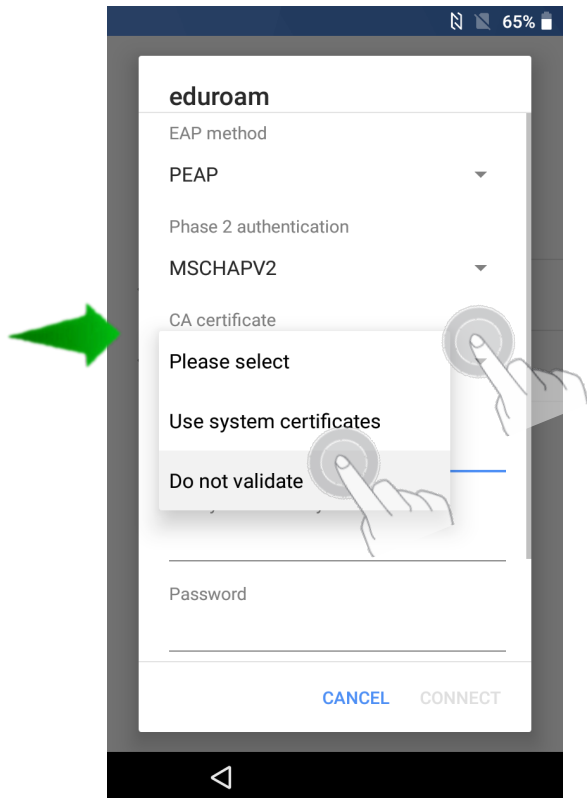 65%
eduroam
EAP method
PEAP
Phase 2 authentication
MSCHAPV2
CA certificate
Please select
Use system certificates
Do not validate
Password
CANCEL CONNECT